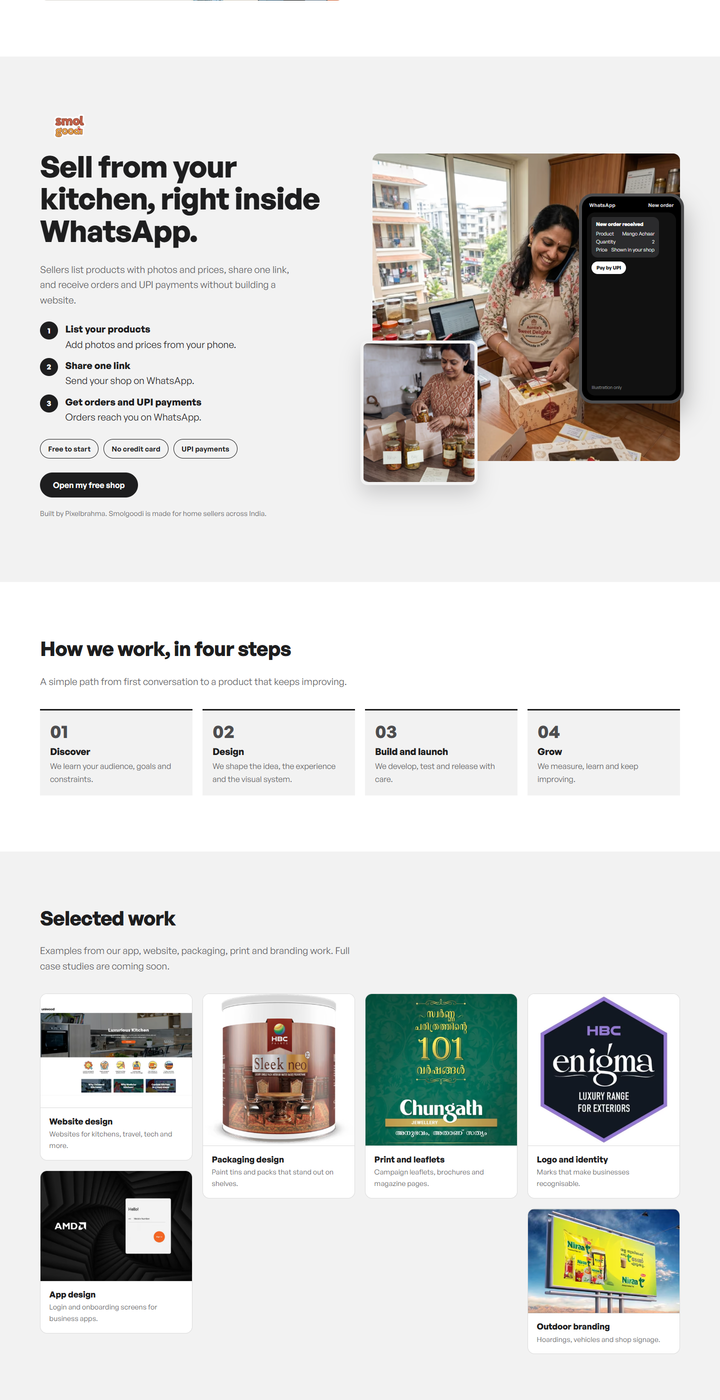 smol
goodi
Sell from your
kitchen, right inside
WhatsApp.
Sellers list products with photos and prices, share one link,
and receive orders and UPI payments without building a
website.
1
List your products
Add photos and prices from your phone.
2
Share one link
Send your shop on WhatsApp.
3
Get orders and UPI payments
Orders reach you on WhatsApp.
Free to start
No credit card
UPI payments
Open my free shop
Built by Pixelbrahma. Smolgoodi is made for home sellers across India.
WhatsApp
New order
New order received
Product
Mango Achaar
Quantity
2
Price
Shown in your shop
Pay by UPI
Illustration only
Sweet Delights
How we work, in four steps
A simple path from first conversation to a product that keeps improving.
01
Discover
We learn your audience, goals and
constraints.
02
Design
We shape the idea, the experience
and the visual system.
03
Build and launch
We develop, test and release with
care.
04
Grow
We measure, learn and keep
improving.
Selected work
Examples from our app, website, packaging, print and branding work. Full
case studies are coming soon.
Luxurious Kitchen
Website design
Websites for kitchens, travel, tech and
more.
HBC
Sleek neo
Packaging design
Paint tins and packs that stand out on
shelves.
സ്വർണ്ണ
ചരിത്രത്തിന്റെ
101
വർഷങ്ങൾ
Chungath
JEWELLERY
അനുഭവം, അതാണ് സത്യം
Print and leaflets
Campaign leaflets, brochures and
magazine pages.
HBC
enigma
LUXURY RANGE
FOR EXTERIORS
Logo and identity
Marks that make businesses
recognisable.
AMD
Hello!
App design
Login and onboarding screens for
business apps.
Outdoor branding
Hoardings, vehicles and shop signage.